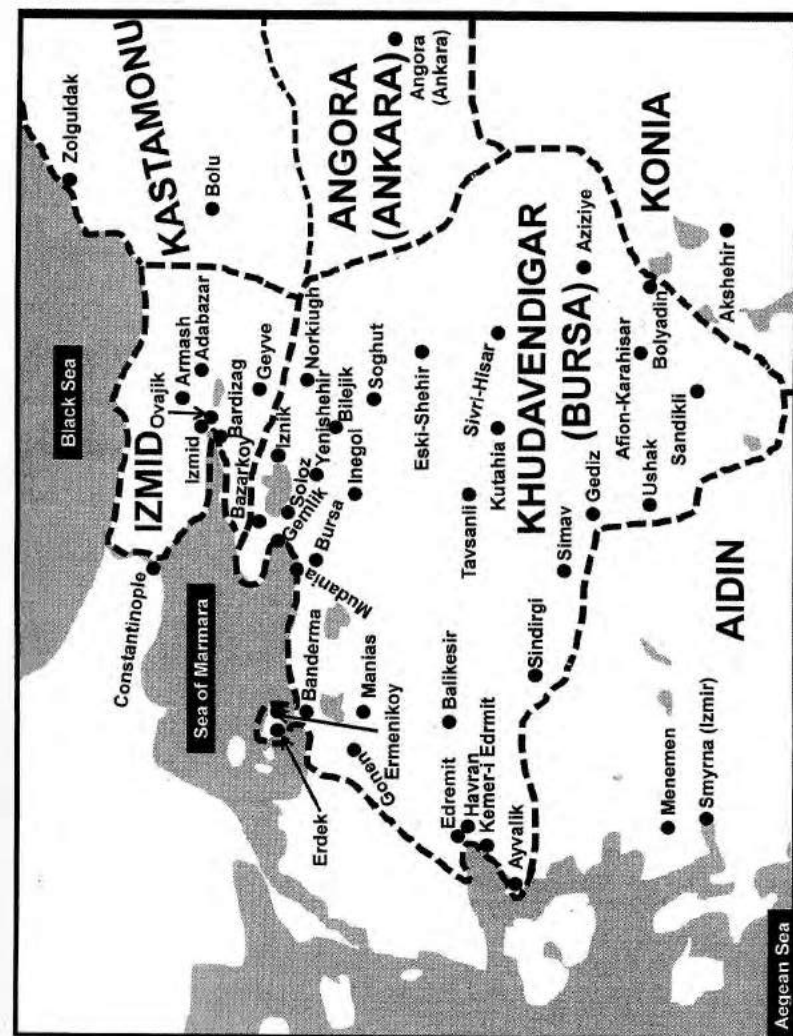 Black Sea
Zolguldak
KASTAMONU
Bolu
Constantinople
IZMID
Ovajik
Armash
Adabazar
Izmid
Bardizag
Geyve
Sea of Marmara
Bazarkoy
Iznik
Soloz
Gemlik
Norkiugh
Yenishehir
Bilejik
Soghut
Inegol
Bursa
Mudania
ANGORA
(ANKARA)
Angora
(Ankara)
Erdek
Ermenikoy
Banderma
Manias
Gonen
Eski-Shehir
Sivri-Hisar
Balikesir
Tavsanli
Kutahia
Edremit
Havran
Kemer-i Edrmit
Ayvalik
KHUDAVENDIGAR
(BURSA)
Aziziye
Simav
Gediz
Sindirgi
Afion-Karahisar
Bolyadin
Ushak
Sandikli
KONIA
Akshehir
AIDIN
Menemen
Smyrna (Izmir)
Aegean Sea